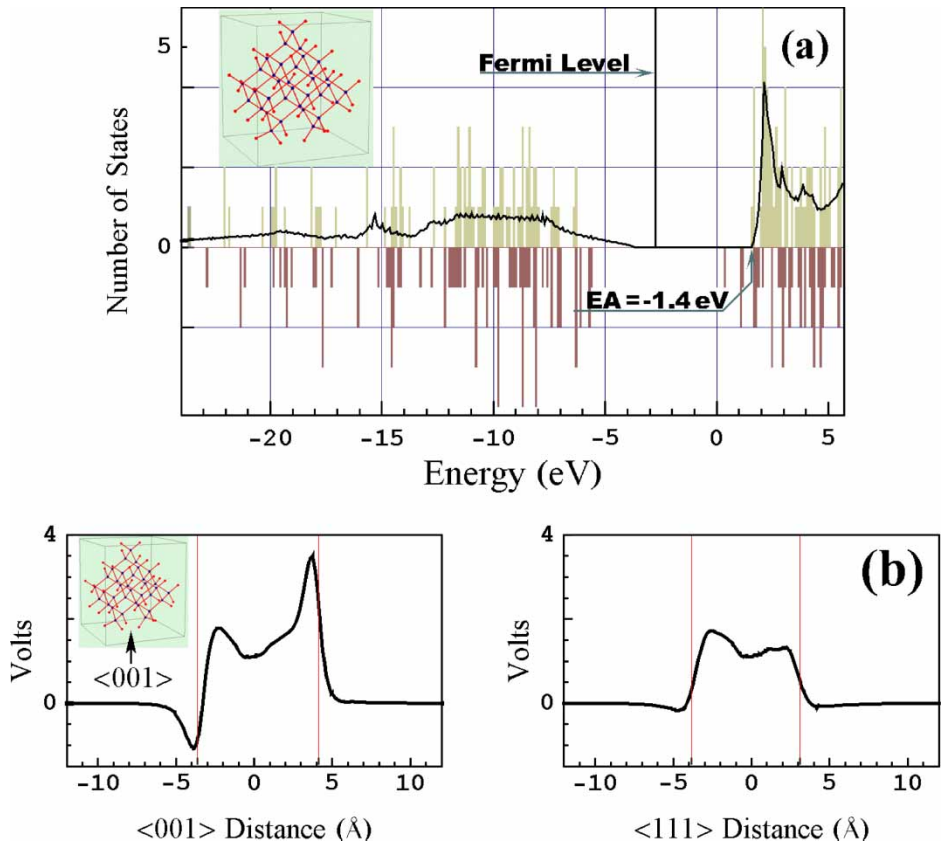 (a)
Fermi Level
5
0
Number of States
EA = -1.4 eV
−20 −15 −10 −5 0 5
Energy (eV)
4
0
Volts
<001>
−10 −5 0 5 10
<001> Distance (Å)
(b)
4
0
Volts
−10 −5 0 5 10
<111> Distance (Å)